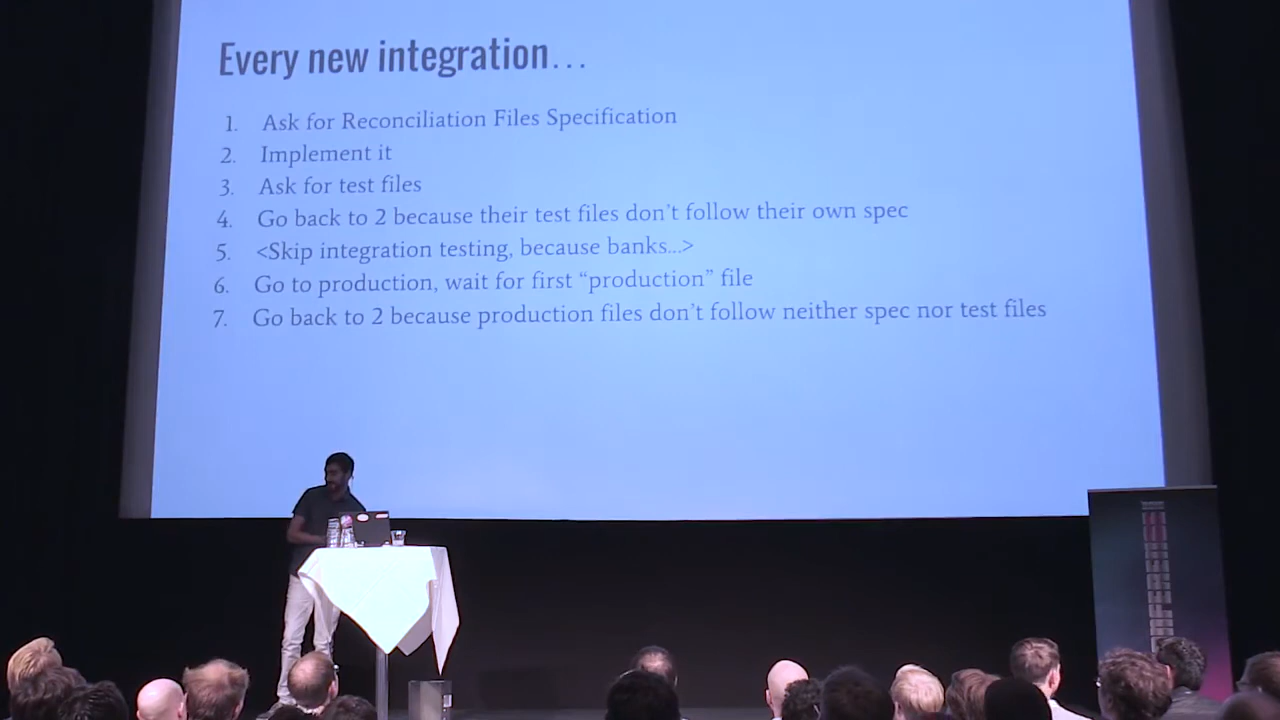 Every new integration…
1. Ask for Reconciliation Files Specification
2. Implement it
3. Ask for test files
4. Go back to 2 because their test files don't follow their own spec
5. <Skip integration testing, because banks...>
6. Go to production, wait for first “production” file
7. Go back to 2 because production files don't follow neither spec nor test files